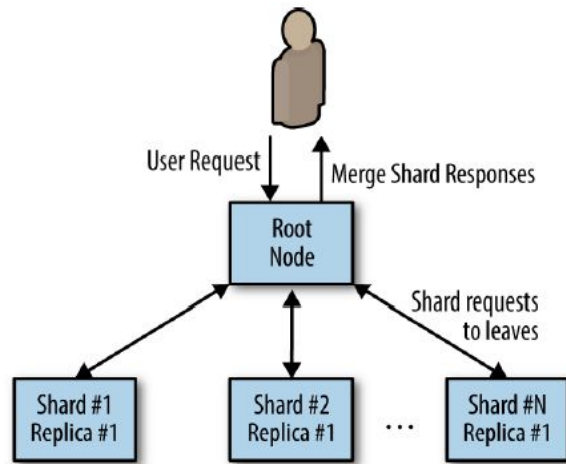 User Request
Merge Shard Responses
Root
Node
Shard requests
to leaves
Shard #1
Replica #1
Shard #2
Replica #1
...
Shard #N
Replica #1